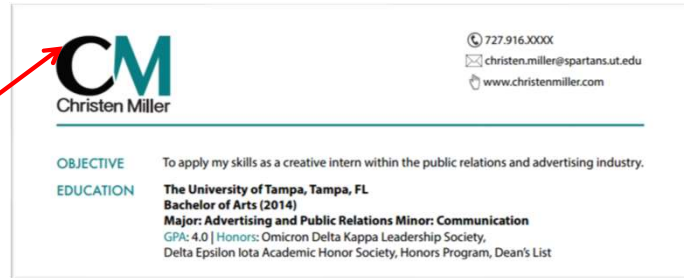 CM
Christen Miller
727.916.XXXX
christen.miller@spartans.ut.edu
www.christenmiller.com
OBJECTIVE To apply my skills as a creative intern within the public relations and advertising industry.
EDUCATION The University of Tampa, Tampa, FL
Bachelor of Arts (2014)
Major: Advertising and Public Relations Minor: Communication
GPA: 4.0 | Honors: Omicron Delta Kappa Leadership Society,
Delta Epsilon Iota Academic Honor Society, Honors Program, Dean's List